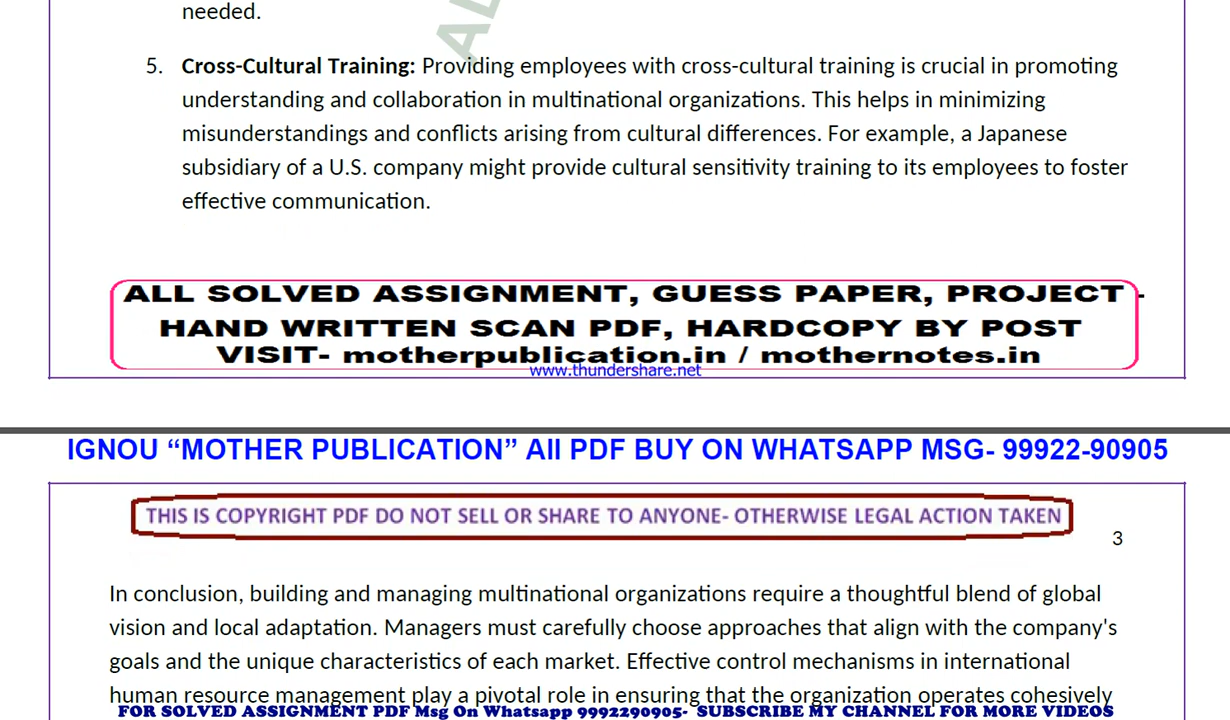 needed.
5. Cross-Cultural Training: Providing employees with cross-cultural training is crucial in promoting
understanding and collaboration in multinational organizations. This helps in minimizing
misunderstandings and conflicts arising from cultural differences. For example, a Japanese
subsidiary of a U.S. company might provide cultural sensitivity training to its employees to foster
effective communication.
ALL SOLVED ASSIGNMENT, GUESS PAPER, PROJECT -
HAND WRITTEN SCAN PDF, HARDCOPY BY POST
VISIT- motherpublication.in / mothernotes.in
www.thundershare.net
IGNOU “MOTHER PUBLICATION” All PDF BUY ON WHATSAPP MSG- 99922-90905
THIS IS COPYRIGHT PDF DO NOT SELL OR SHARE TO ANYONE- OTHERWISE LEGAL ACTION TAKEN
3
In conclusion, building and managing multinational organizations require a thoughtful blend of global
vision and local adaptation. Managers must carefully choose approaches that align with the company's
goals and the unique characteristics of each market. Effective control mechanisms in international
human resource management play a pivotal role in ensuring that the organization operates cohesively
FOR SOLVED ASSIGNMENT PDF Msg On Whatsapp 9992290905- SUBSCRIBE MY CHANNEL FOR MORE VIDEOS